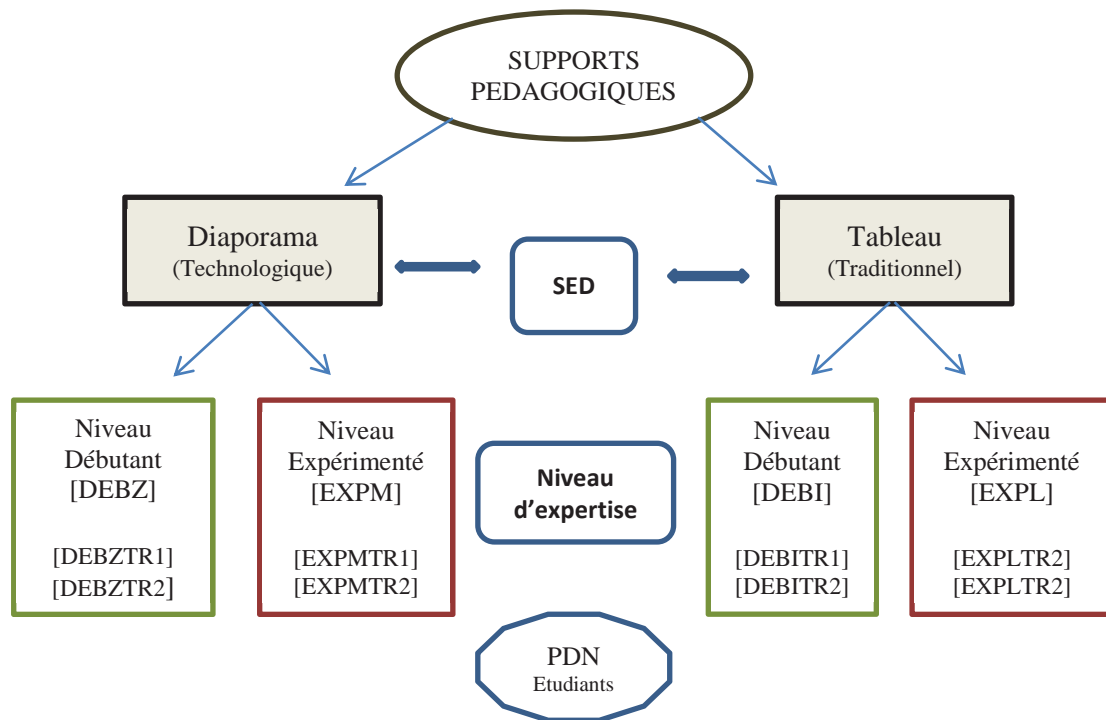 SUPPORTS
PEDAGOGIQUES
Diaporama
(Technologique)
SED
Tableau
(Traditionnel)
Niveau
Débutant
[DEBZ]
[DEBZTR1]
[DEBZTR2]
Niveau
Expérimenté
[EXPM]
[EXPMTR1]
[EXPMTR2]
Niveau
d’expertise
Niveau
Débutant
[DEBI]
[DEBITR1]
[DEBITR2]
Niveau
Expérimenté
[EXPL]
[EXPLTR2]
[EXPLTR2]
PDN
Etudiants